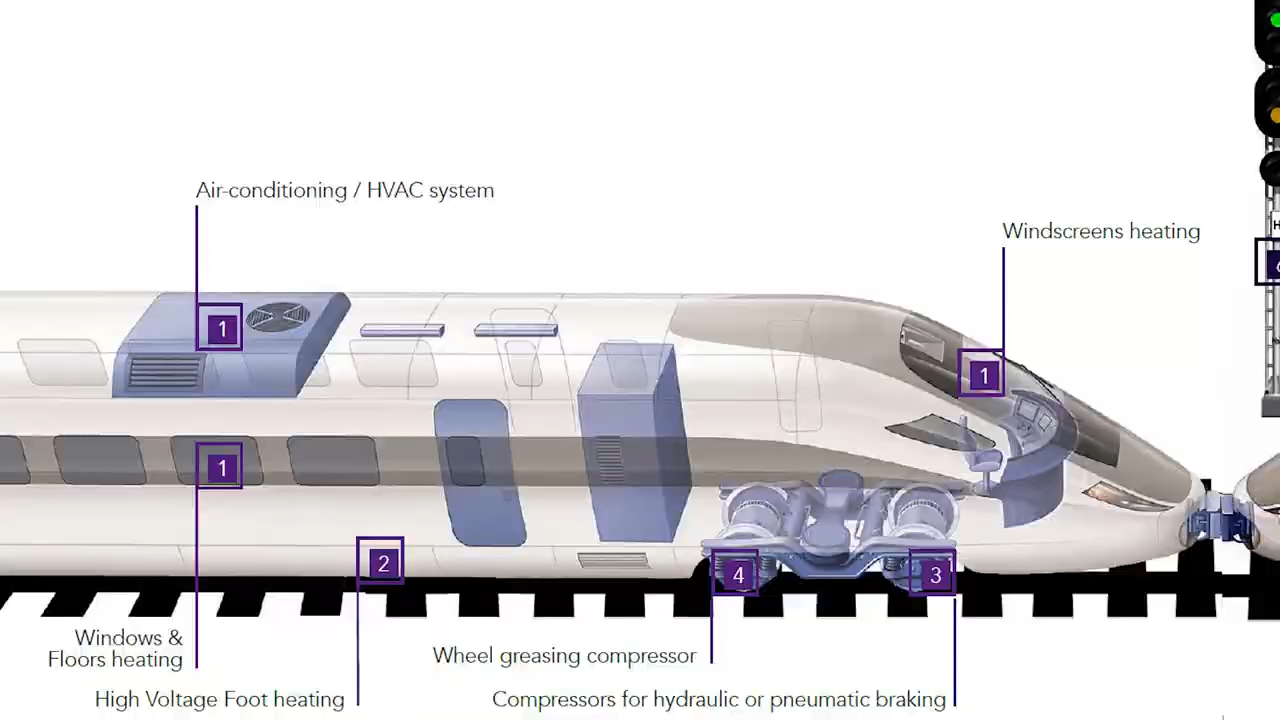 Air-conditioning / HVAC system
Windscreens heating
H
1
1
1
2
4
3
Windows &
Floors heating
Wheel greasing compressor
High Voltage Foot heating
Compressors for hydraulic or pneumatic braking